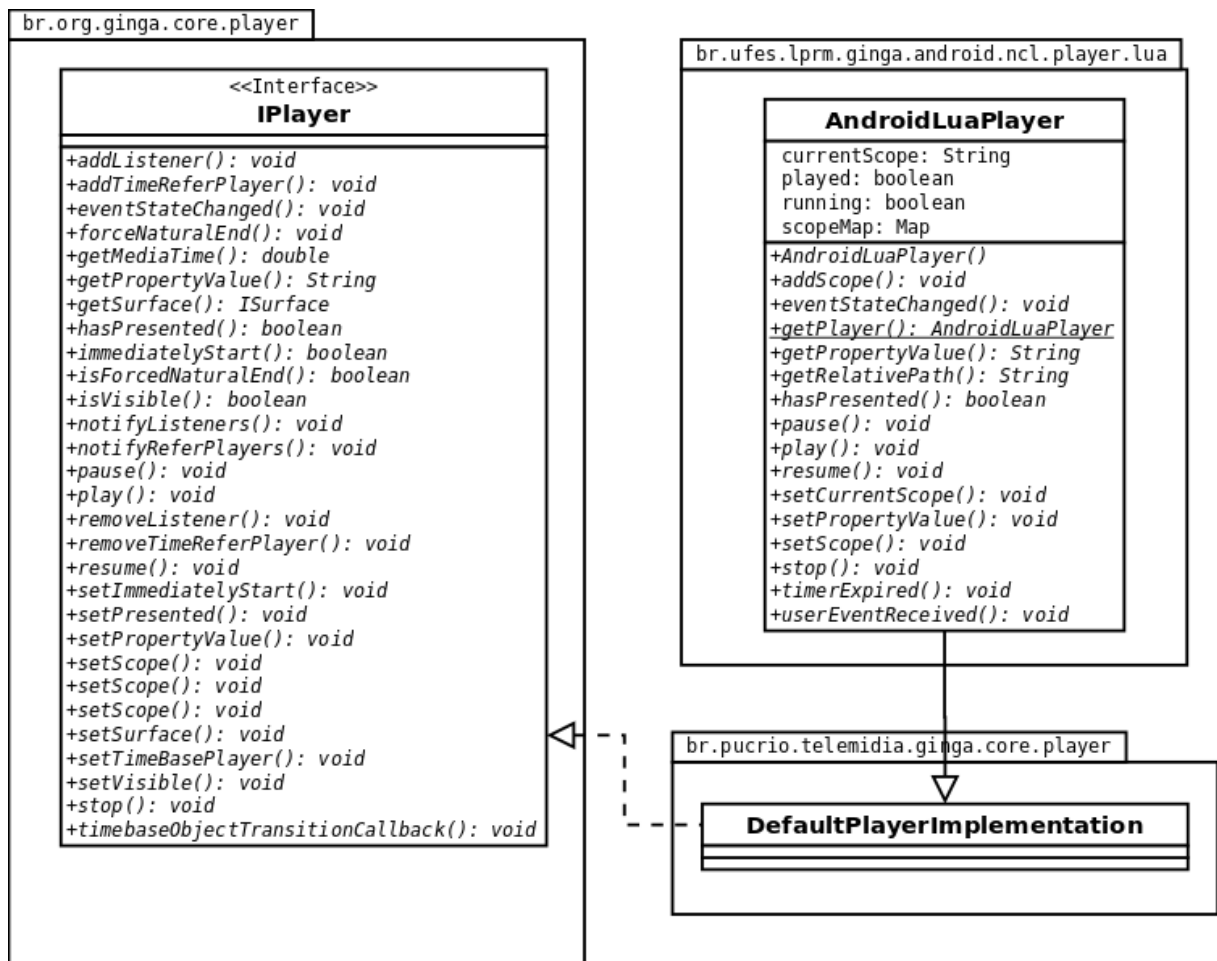 br.org.ginga.core.player
<<Interface>>
IPlayer
+addListener(): void
+addTimeReferPlayer(): void
+eventStateChanged(): void
+forceNaturalEnd(): void
+getMediaTime(): double
+getPropertyValue(): String
+getSurface(): ISurface
+hasPresented(): boolean
+immediatelyStart(): boolean
+isForcedNaturalEnd(): boolean
+isVisible(): boolean
+notifyListeners(): void
+notifyReferPlayers(): void
+pause(): void
+play(): void
+removeListener(): void
+removeTimeReferPlayer(): void
+resume(): void
+setImmediatelyStart(): void
+setPresented(): void
+setPropertyValue(): void
+setScope(): void
+setScope(): void
+setScope(): void
+setSurface(): void
+setTimeBasePlayer(): void
+setVisible(): void
+stop(): void
+timebaseObjectTransitionCallback(): void
br.ufes.lprm.ginga.android.ncl.player.lua
AndroidLuaPlayer
currentScope: String
played: boolean
running: boolean
scopeMap: Map
+AndroidLuaPlayer()
+addScope(): void
+eventStateChanged(): void
+getPlayer(): AndroidLuaPlayer
+getPropertyValue(): String
+getRelativePath(): String
+hasPresented(): boolean
+pause(): void
+play(): void
+resume(): void
+setCurrentScope(): void
+setPropertyValue(): void
+setScope(): void
+stop(): void
+timerExpired(): void
+userEventReceived(): void
br.pucrio.telemidia.ginga.core.player
DefaultPlayerImplementation